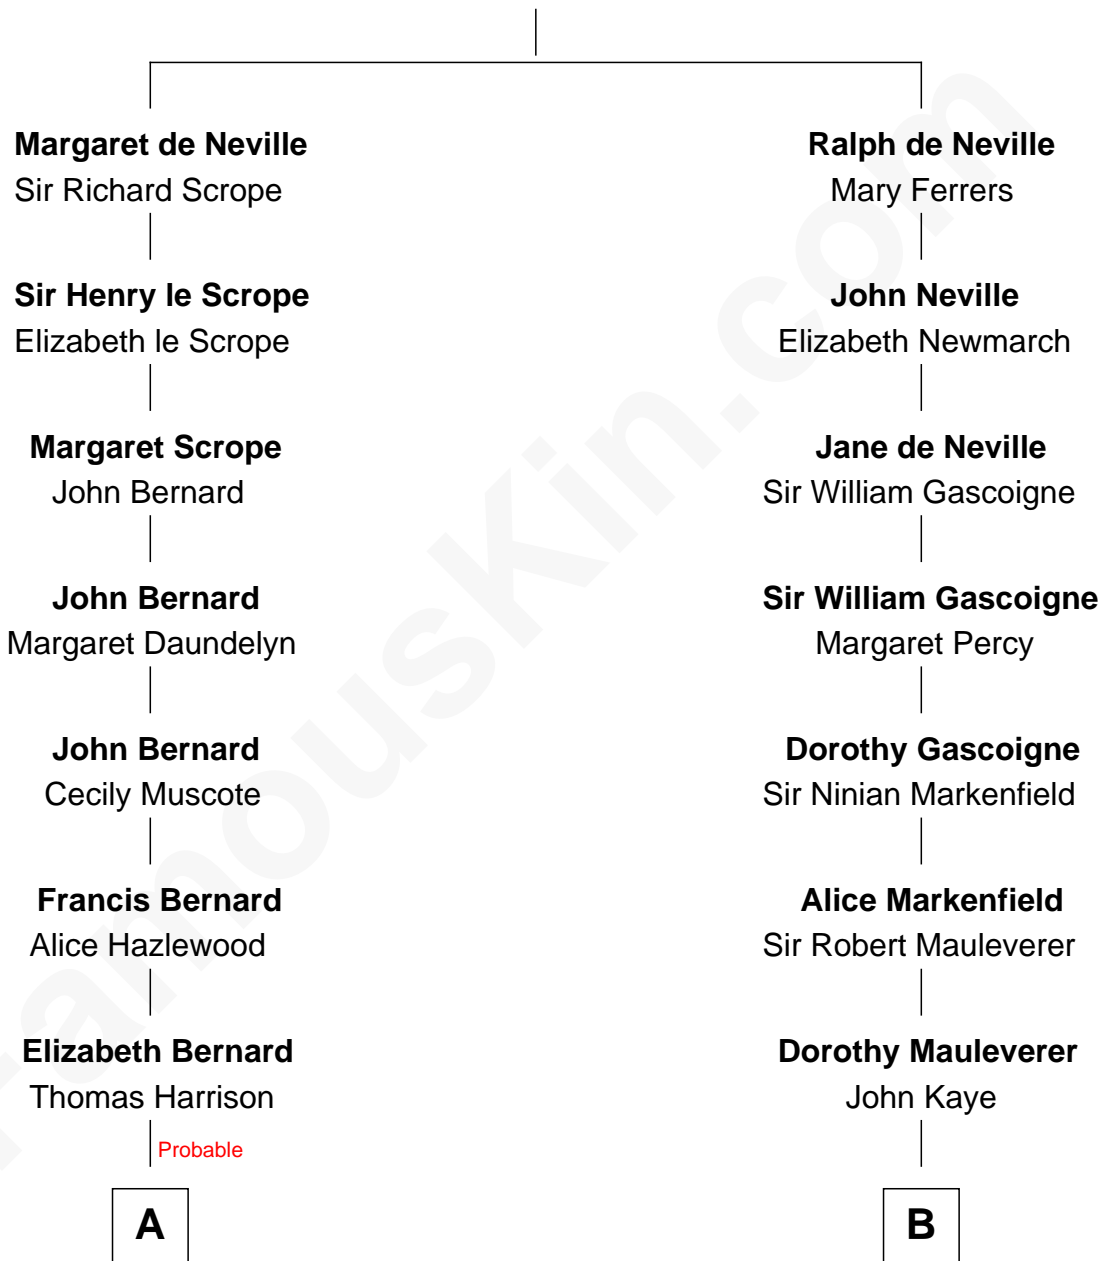 Margaret de Neville
Sir Richard Scrope
Sir Henry le Scrope
Elizabeth le Scrope
Margaret Scrope
John Bernard
John Bernard
Margaret Daundelyn
John Bernard
Cecily Muscote
Francis Bernard
Alice Hazlewood
Elizabeth Bernard
Thomas Harrison
Probable
A
Ralph de Neville
Mary Ferrers
John Neville
Elizabeth Newmarch
Jane de Neville
Sir William Gascoigne
Sir William Gascoigne
Margaret Percy
Dorothy Gascoigne
Sir Ninian Markenfield
Alice Markenfield
Sir Robert Mauleverer
Dorothy Mauleverer
John Kaye
B
FamousKin.com